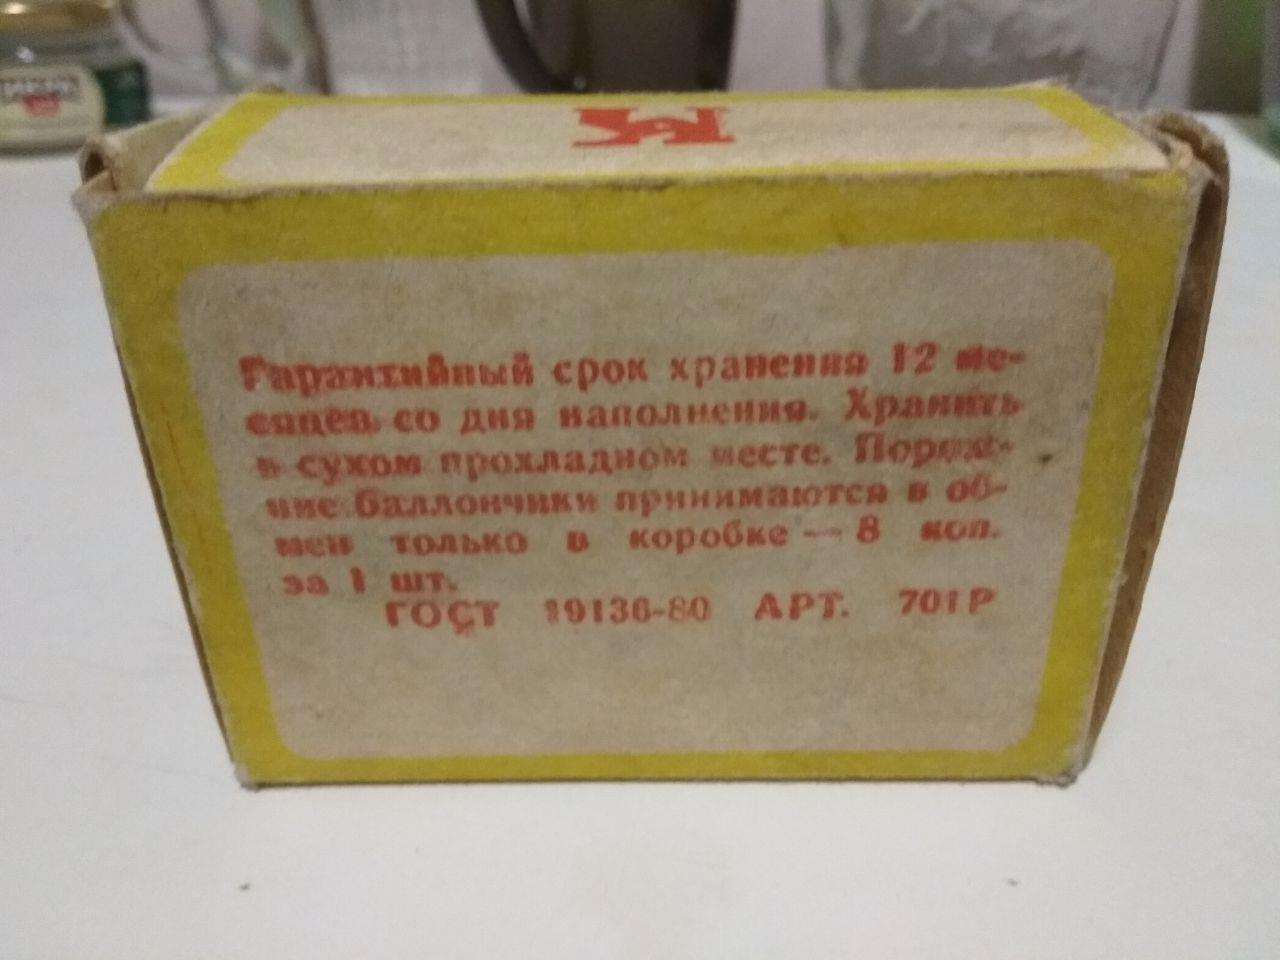 Гарантийный срок хранения 12 ме-
сяцев со дня наполнения. Хранить
в сухом прохладном месте. Порож-
ние баллончики принимаются в об-
мен только в коробке — 8 коп.
за 1 шт.
ГОСТ 19136-80 АРТ. 701Р